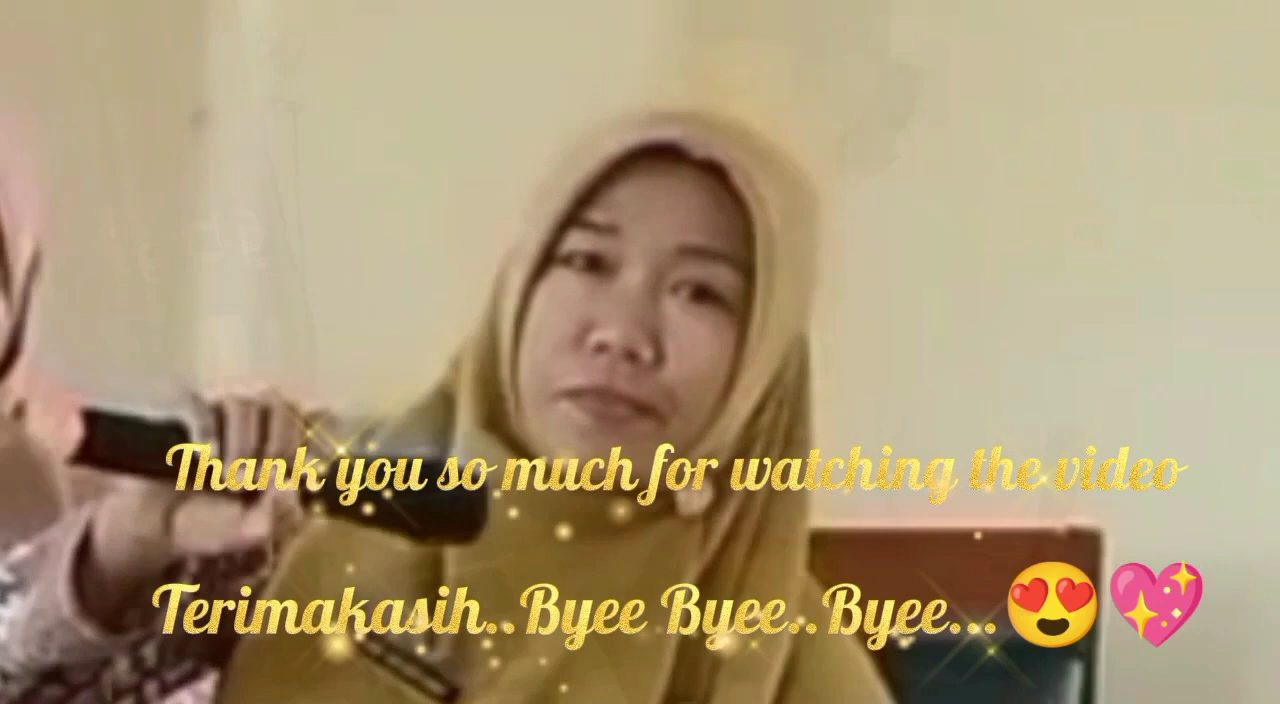 Thank you so much for watching the video
Terimakasih..Byee Byee..Byee...😍💖